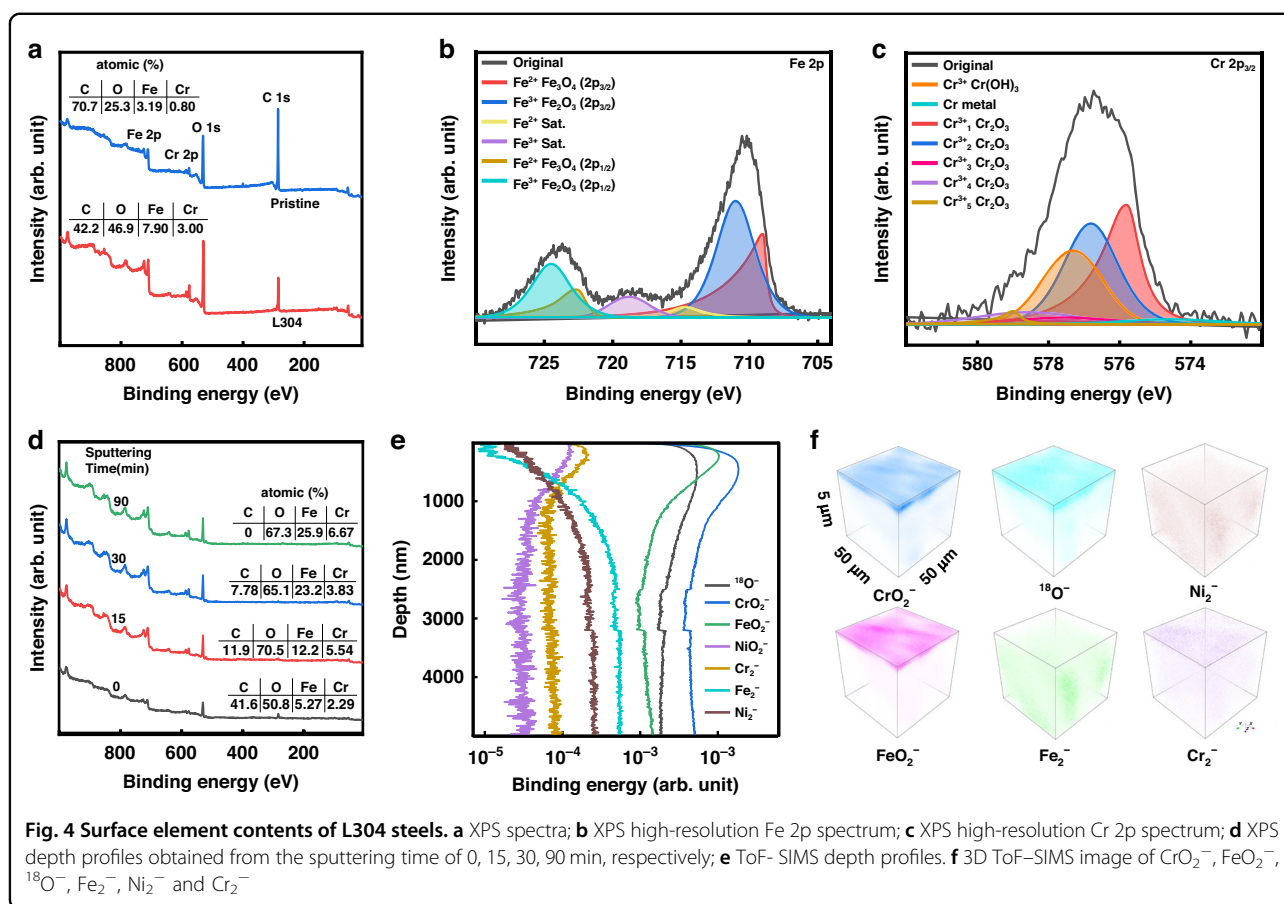 a
atomic (%)
C O Fe Cr
70.7 25.3 3.19 0.80
C 1s
O 1s
Fe 2p
Cr 2p
Pristine
C O Fe Cr
42.2 46.9 7.90 3.00
L304
Intensity (arb. unit)
800 600 400 200
Binding energy (eV)
b
Original
Fe²⁺ Fe₃O₄ (2p₃/₂)
Fe³⁺ Fe₂O₃ (2p₃/₂)
Fe²⁺ Sat.
Fe³⁺ Sat.
Fe²⁺ Fe₃O₄ (2p₁/₂)
Fe³⁺ Fe₂O₃ (2p₁/₂)
Fe 2p
Intensity (arb. unit)
725 720 715 710 704
Binding energy (eV)
c
Original
Cr³⁺ Cr(OH)₃
Cr metal
Cr³⁺₁ Cr₂O₃
Cr³⁺₂ Cr₂O₃
Cr³⁺₃ Cr₂O₃
Cr³⁺₄ Cr₂O₃
Cr³⁺₅ Cr₂O₃
Cr 2p₃/₂
Intensity (arb. unit)
580 578 576 574
Binding energy (eV)
d
Sputtering
Time(min)
90
atomic (%)
C O Fe Cr
0 67.3 25.9 6.67
30
C O Fe Cr
7.78 65.1 23.2 3.83
15
C O Fe Cr
11.9 70.5 12.2 5.54
0
C O Fe Cr
41.6 50.8 5.27 2.29
Intensity (arb. unit)
800 600 400 200
Binding energy (eV)
e
1000
2000
3000
4000
Depth (nm)
¹⁸O⁻
CrO₂⁻
FeO₂⁻
NiO₂⁻
Cr₂⁻
Fe₂⁻
Ni₂⁻
10⁻⁵ 10⁻⁴ 10⁻³ 10⁻³
Binding energy (arb. unit)
f
5 µm
50 µm
50 µm
CrO₂⁻
¹⁸O⁻
Ni₂⁻
FeO₂⁻
Fe₂⁻
Cr₂⁻
Fig. 4 Surface element contents of L304 steels. a XPS spectra; b XPS high-resolution Fe 2p spectrum; c XPS high-resolution Cr 2p spectrum; d XPS
depth profiles obtained from the sputtering time of 0, 15, 30, 90 min, respectively; e ToF- SIMS depth profiles. f 3D ToF–SIMS image of CrO₂⁻, FeO₂⁻,
¹⁸O⁻, Fe₂⁻, Ni₂⁻ and Cr₂⁻